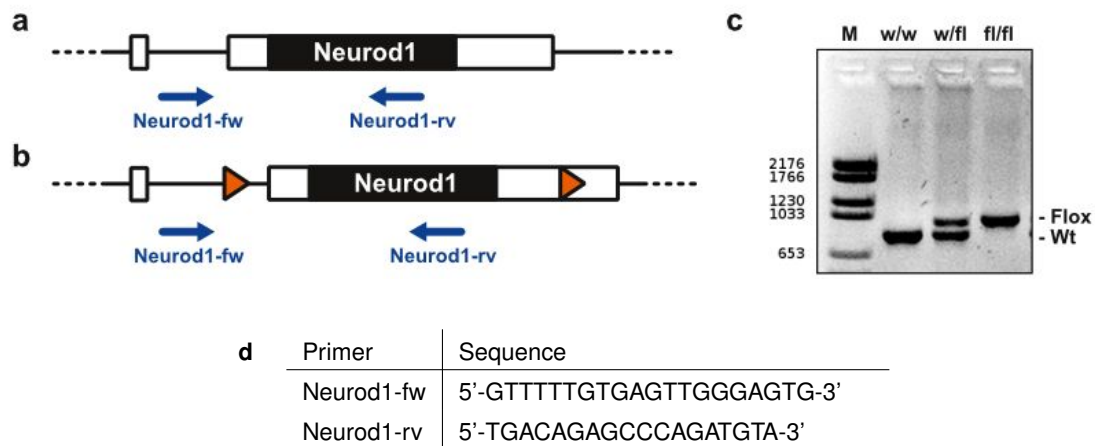 a
Neurod1
Neurod1-fw Neurod1-rv
b
Neurod1
Neurod1-fw Neurod1-rv
c
M w/w w/fl fl/fl
2176
1766
1230
1033
653
- Flox
- Wt
d Primer Sequence
Neurod1-fw 5'-GTTTTTGTGAGTTGGGAGTG-3'
Neurod1-rv 5'-TGACAGAGCCCAGATGTA-3'